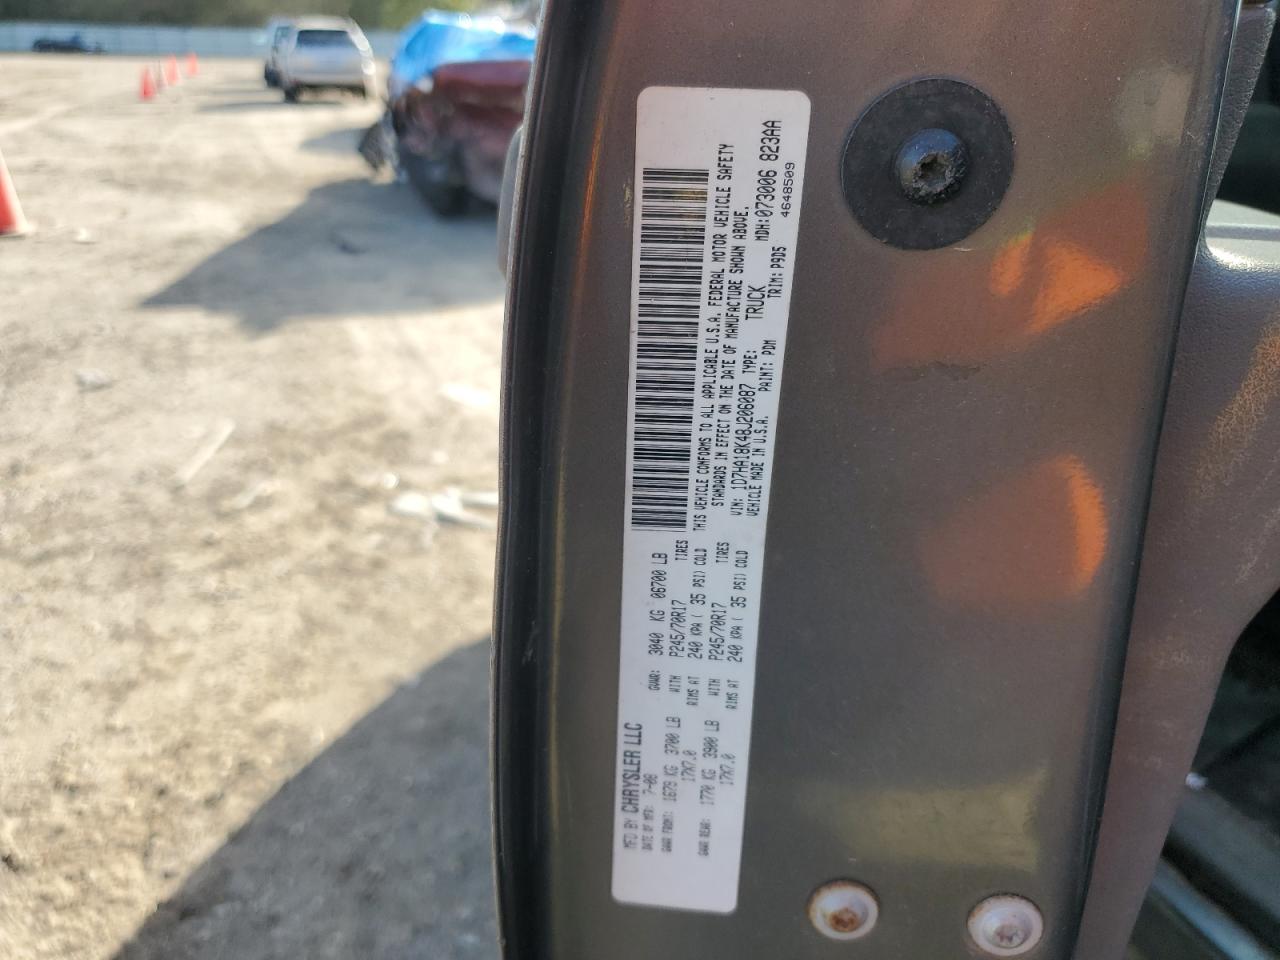 MFD BY CHRYSLER LLC
DATE OF MFR: 7-08 GVWR: 3040 KG 06700 LB
GAWR FRONT: 1679 KG 3700 LB WITH P245/70R17 TIRES
17X7.0 RIMS AT 240 KPA ( 35 PSI) COLD
GAWR REAR: 1770 KG 3900 LB WITH P245/70R17 TIRES
17X7.0 RIMS AT 240 KPA ( 35 PSI) COLD
THIS VEHICLE CONFORMS TO ALL APPLICABLE U.S.A. FEDERAL MOTOR VEHICLE SAFETY
STANDARDS IN EFFECT ON THE DATE OF MANUFACTURE SHOWN ABOVE.
VIN: 1D7HA18K48J206087 TYPE: TRUCK MDH:073006 823AA
VEHICLE MADE IN U.S.A. PAINT: PDM TRIM: P9D5 4648509